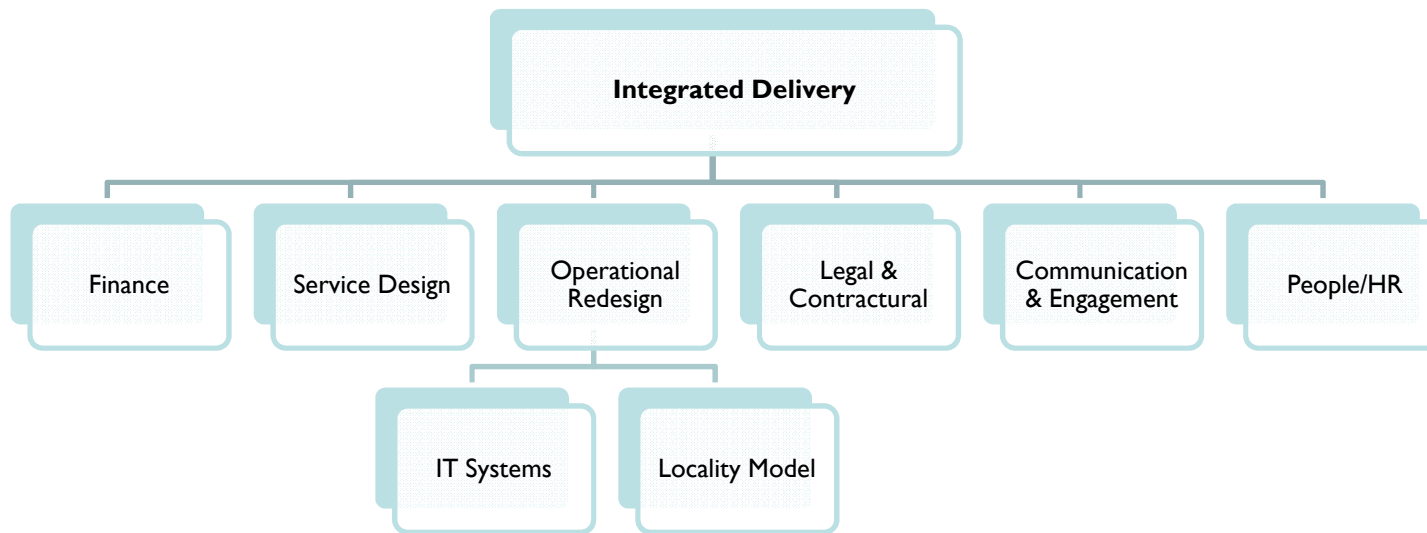 Integrated Delivery
Finance
Service Design
Operational
Redesign
Legal &
Contractural
Communication
& Engagement
People/HR
IT Systems
Locality Model